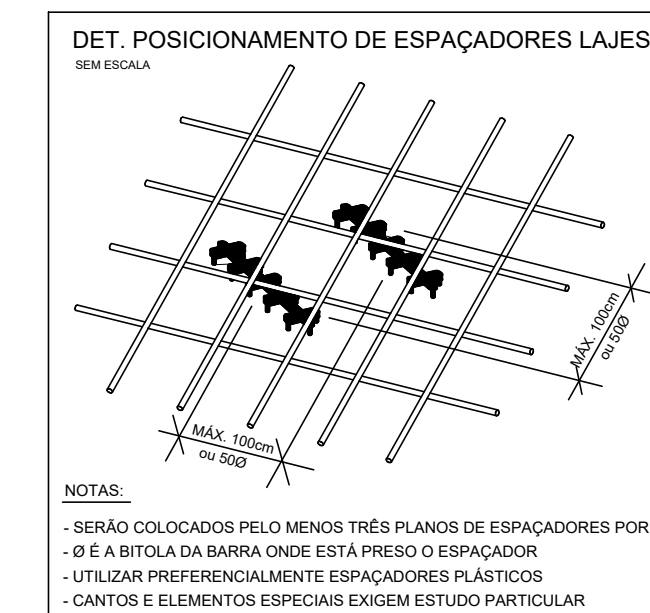 DET. POSICIONAMENTO DE ESPAÇADORES LAJES
SEM ESCALA
MÁX. 100cm
ou 50Ø
MÁX. 100cm
ou 50Ø
NOTAS:
- SERÃO COLOCADOS PELO MENOS TRÊS PLANOS DE ESPAÇADORES POR
- Ø É A BITOLA DA BARRA ONDE ESTÁ PRESO O ESPAÇADOR
- UTILIZAR PREFERENCIALMENTE ESPAÇADORES PLÁSTICOS
- CANTOS E ELEMENTOS ESPECIAIS EXIGEM ESTUDO PARTICULAR